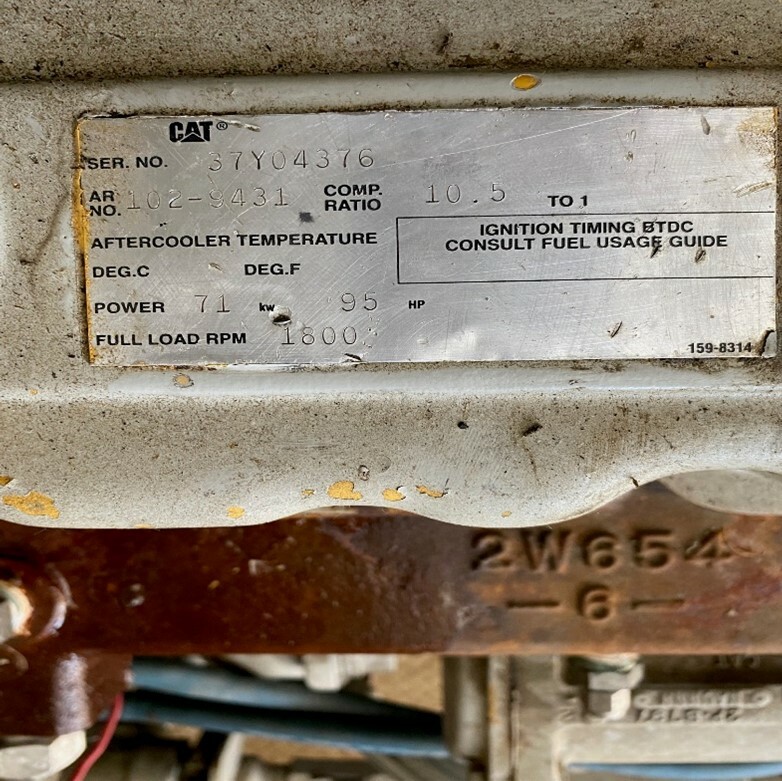 CAT®
SER. NO. 37Y04376
AR NO. 102-9431 COMP. RATIO 10.5 TO 1
AFTERCOOLER TEMPERATURE
DEG.C DEG.F
IGNITION TIMING BTDC
CONSULT FUEL USAGE GUIDE
POWER 71 kw 95 HP
FULL LOAD RPM 1800
159-8314
2W654
—6—